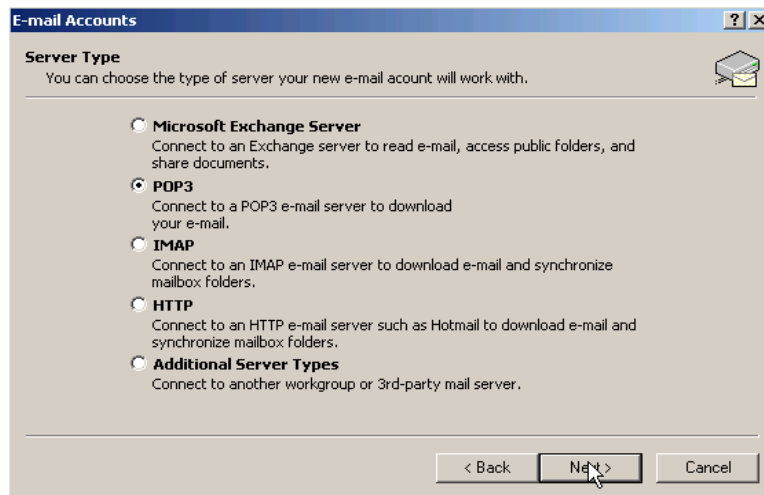 E-mail Accounts
Server Type
You can choose the type of server your new e-mail acount will work with.
Microsoft Exchange Server
Connect to an Exchange server to read e-mail, access public folders, and
share documents.
POP3
Connect to a POP3 e-mail server to download
your e-mail.
IMAP
Connect to an IMAP e-mail server to download e-mail and synchronize
mailbox folders.
HTTP
Connect to an HTTP e-mail server such as Hotmail to download e-mail and
synchronize mailbox folders.
Additional Server Types
Connect to another workgroup or 3rd-party mail server.
< Back Next > Cancel